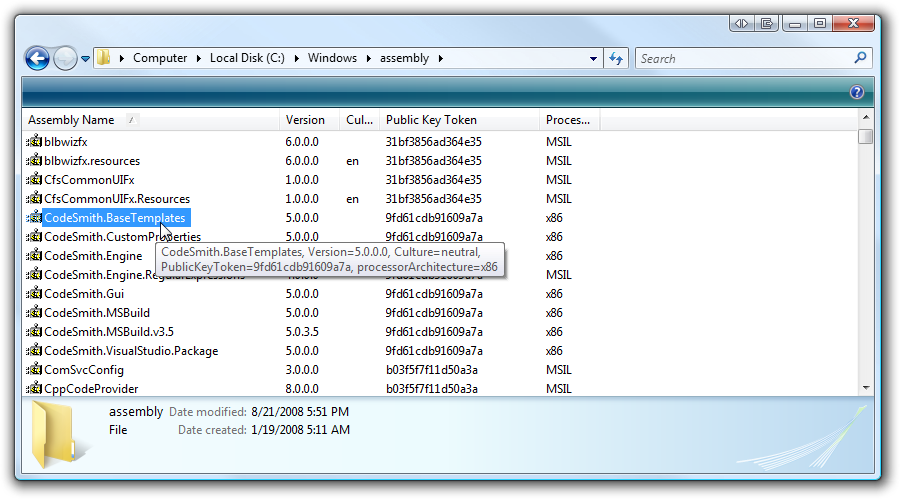 Computer Local Disk (C:) Windows assembly Search
Assembly Name Version Cul... Public Key Token Proces...
blbwizfx 6.0.0.0 31bf3856ad364e35 MSIL
blbwizfx.resources 6.0.0.0 en 31bf3856ad364e35 MSIL
CfsCommonUIFx 1.0.0.0 31bf3856ad364e35 MSIL
CfsCommonUIFx.Resources 1.0.0.0 en 31bf3856ad364e35 MSIL
CodeSmith.BaseTemplates 5.0.0.0 9fd61cdb91609a7a x86
CodeSmith.CustomProperties 5.0.0.0 9fd61cdb91609a7a x86
CodeSmith.Engine x86
CodeSmith.BaseTemplates, Version=5.0.0.0, Culture=neutral,
PublicKeyToken=9fd61cdb91609a7a, processorArchitecture=x86
MSIL
CodeSmith.Gui 5.0.0.0 9fd61cdb91609a7a x86
CodeSmith.MSBuild 5.0.0.0 9fd61cdb91609a7a x86
CodeSmith.MSBuild.v3.5 5.0.3.5 9fd61cdb91609a7a x86
CodeSmith.VisualStudio.Package 5.0.0.0 9fd61cdb91609a7a x86
ComSvcConfig 3.0.0.0 b03f5f7f11d50a3a MSIL
CppCodeProvider 8.0.0.0 b03f5f7f11d50a3a MSIL
assembly Date modified: 8/21/2008 5:51 PM
File Date created: 1/19/2008 5:11 AM